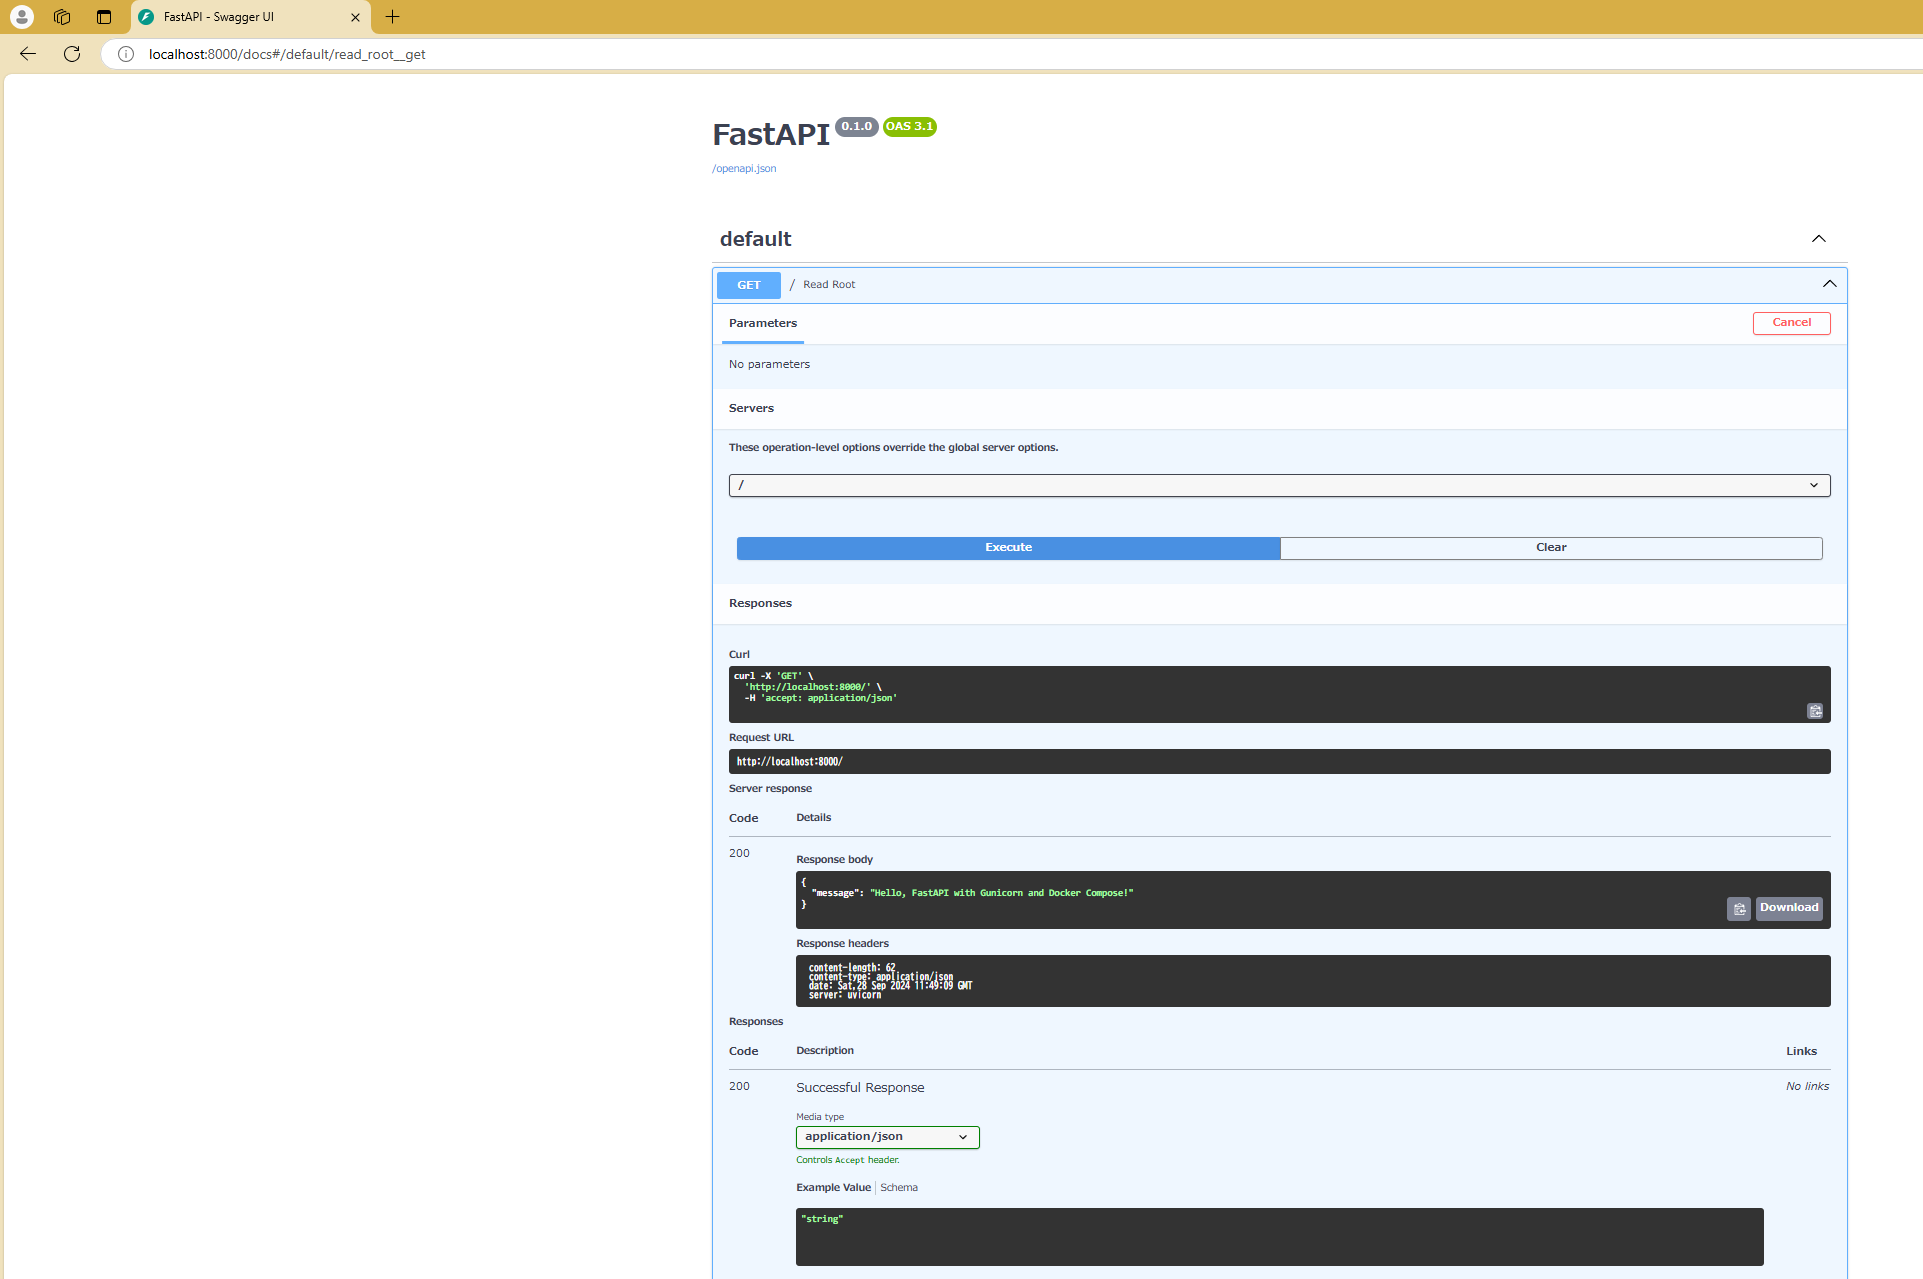 FastAPI - Swagger UI
localhost:8000/docs#/default/read_root__get
FastAPI 0.1.0 OAS 3.1
/openapi.json
default
GET / Read Root
Parameters Cancel
No parameters
Servers
These operation-level options override the global server options.
/
Execute Clear
Responses
Curl
curl -X 'GET' \
'http://localhost:8000/' \
-H 'accept: application/json'
Request URL
http://localhost:8000/
Server response
Code Details
200
Response body
{
"message": "Hello, FastAPI with Gunicorn and Docker Compose!"
}
Download
Response headers
content-length: 62
content-type: application/json
date: Sat,28 Sep 2024 11:49:09 GMT
server: uvicorn
Responses
Code Description Links
200 Successful Response No links
Media type
application/json
Controls Accept header.
Example Value Schema
"string"